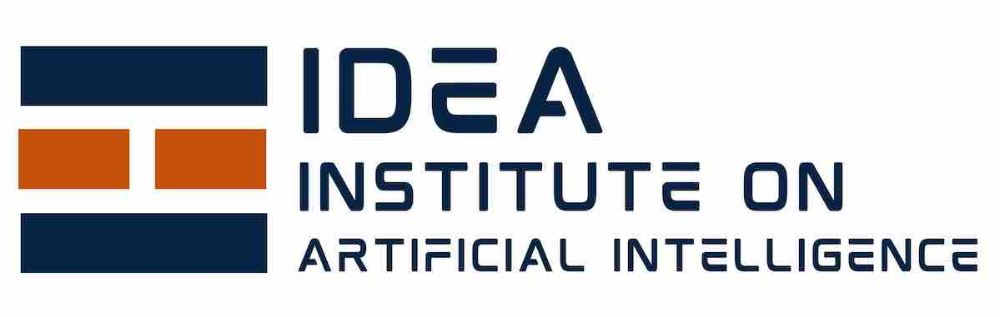 IDEA
INSTITUTE ON
ARTIFICIAL INTELLIGENCE